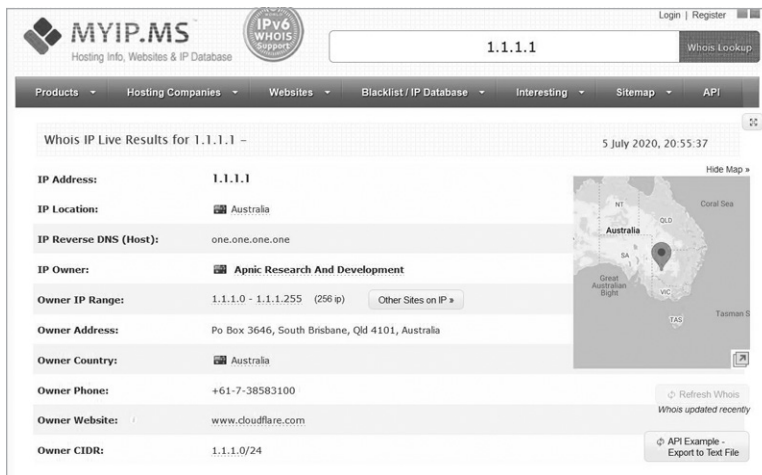 Login | Register
MYIP.MS
Hosting Info, Websites & IP Database
IPv6
WHOIS
Support
1.1.1.1
Whois Lookup
Products Hosting Companies Websites Blacklist / IP Database Interesting Sitemap API
Whois IP Live Results for 1.1.1.1 –
5 July 2020, 20:55:37
Hide Map »
IP Address: 1.1.1.1
IP Location: Australia
IP Reverse DNS (Host): one.one.one.one
IP Owner: Apnic Research And Development
Owner IP Range: 1.1.1.0 - 1.1.1.255 (256 ip) Other Sites on IP »
Owner Address: Po Box 3646, South Brisbane, Qld 4101, Australia
Owner Country: Australia
Owner Phone: +61-7-38583100
Owner Website: www.cloudflare.com
Owner CIDR: 1.1.1.0/24
NT
Coral Sea
QLD
Australia
SA
Great
Australian
Bight
VIC
Tasman S
TAS
Refresh Whois
Whois updated recently
API Example -
Export to Text File